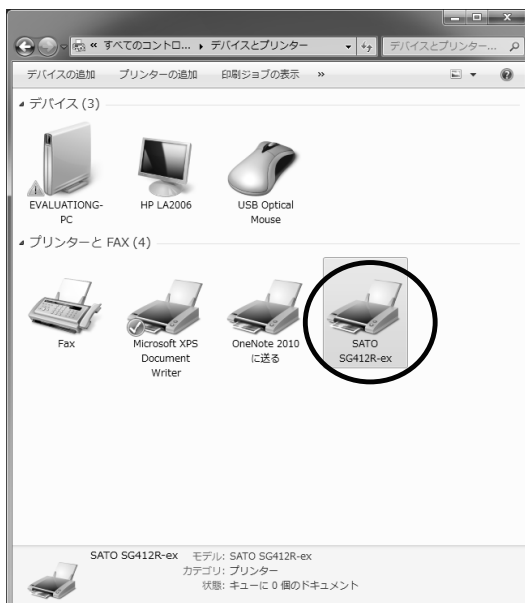 « すべてのコントロ... ▸ デバイスとプリンター
デバイスとプリンター...
デバイスの追加 プリンターの追加 印刷ジョブの表示 »
デバイス (3)
EVALUATIONG-
PC
HP LA2006
USB Optical
Mouse
プリンターと FAX (4)
Fax
Microsoft XPS
Document
Writer
OneNote 2010
に送る
SATO
SG412R-ex
SATO SG412R-ex モデル: SATO SG412R-ex
カテゴリ: プリンター
状態: キューに 0 個のドキュメント